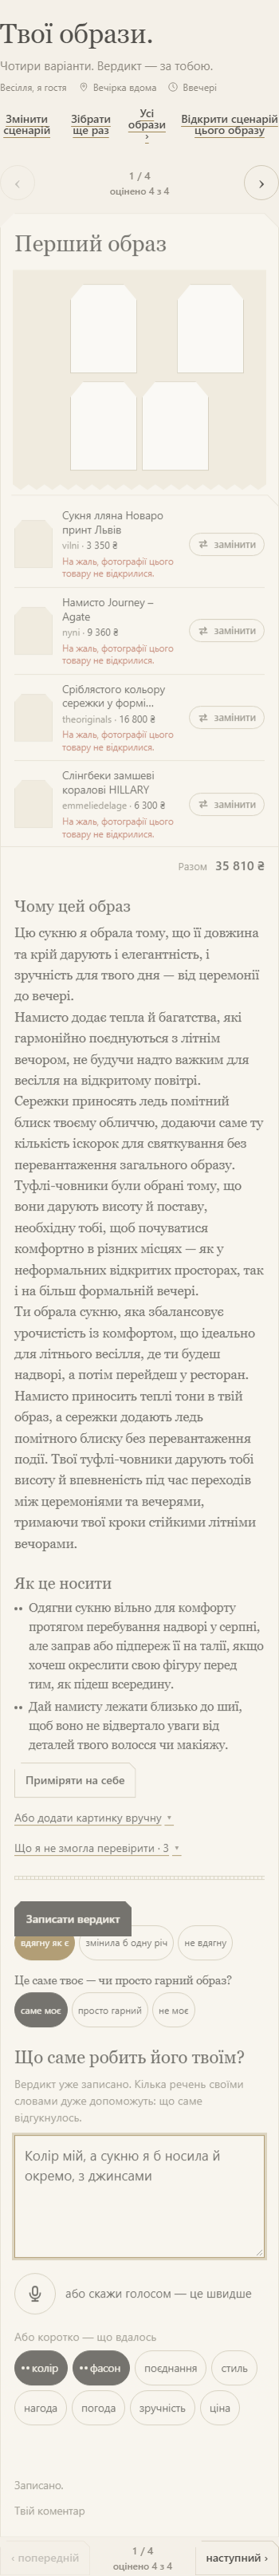 Твої образи.
Чотири варіанти. Вердикт — за тобою.
Весілля, я гостя Вечірка вдома Ввечері
Змінити сценарій
Зібрати ще раз
Усі образи ›
Відкрити сценарій цього образу
‹
1 / 4
оцінено 4 з 4
›
Перший образ
Сукня лляна Новаро
принт Львів
vilni · 3 350 ₴
На жаль, фотографії цього
товару не відкрилися.
замінити
Намисто Journey –
Agate
nyni · 9 360 ₴
На жаль, фотографії цього
товару не відкрилися.
замінити
Сріблястого кольору
сережки у формі...
theoriginals · 16 800 ₴
На жаль, фотографії цього
товару не відкрилися.
замінити
Слінгбеки замшеві
коралові HILLARY
emmeliedelage · 6 300 ₴
На жаль, фотографії цього
товару не відкрилися.
замінити
Разом 35 810 ₴
Чому цей образ
Цю сукню я обрала тому, що її довжина
та крій дарують і елегантність, і
зручність для твого дня — від церемонії
до вечері.
Намисто додає тепла й багатства, які
гармонійно поєднуються з літнім
вечором, не будучи надто важким для
весілля на відкритому повітрі.
Сережки приносять ледь помітний
блиск твоєму обличчю, додаючи саме ту
кількість іскорок для святкування без
перевантаження загального образу.
Туфлі-човники були обрані тому, що
вони дарують висоту й поставу,
необхідну тобі, щоб почуватися
комфортно в різних місцях — як у
неформальних відкритих просторах, так
і на більш формальній вечері.
Ти обрала сукню, яка збалансовує
урочистість із комфортом, що ідеально
для літнього весілля, де ти будеш
надворі, а потім перейдеш у ресторан.
Намисто приносить теплі тони в твій
образ, а сережки додають ледь
помітного блиску без перевантаження
події. Твої туфлі-човники дарують тобі
висоту й впевненість під час переходів
між церемоніями та вечерями,
тримаючи твої кроки стійкими літніми
вечорами.
Як це носити
Одягни сукню вільно для комфорту
протягом перебування надворі у серпні,
але заправ або підпереж її на талії, якщо
хочеш окреслити свою фігуру перед
тим, як підеш всередину.
Дай намисту лежати близько до шиї,
щоб воно не відвертало уваги від
деталей твого волосся чи макіяжу.
Приміряти на себе
Або додати картинку вручну
Що я не змогла перевірити · 3
Записати вердикт
вдягну як є
змінила б одну річ
не вдягну
Це саме твоє — чи просто гарний образ?
саме моє
просто гарний
не моє
Що саме робить його твоїм?
Вердикт уже записано. Кілька речень своїми
словами дуже допоможуть: що саме
відгукнулось.
Колір мій, а сукню я б носила й
окремо, з джинсами
або скажи голосом — це швидше
Або коротко — що вдалось
колір
фасон
поєднання
стиль
нагода
погода
зручність
ціна
Записано.
Твій коментар
‹ попередній
1 / 4
оцінено 4 з 4
наступний ›